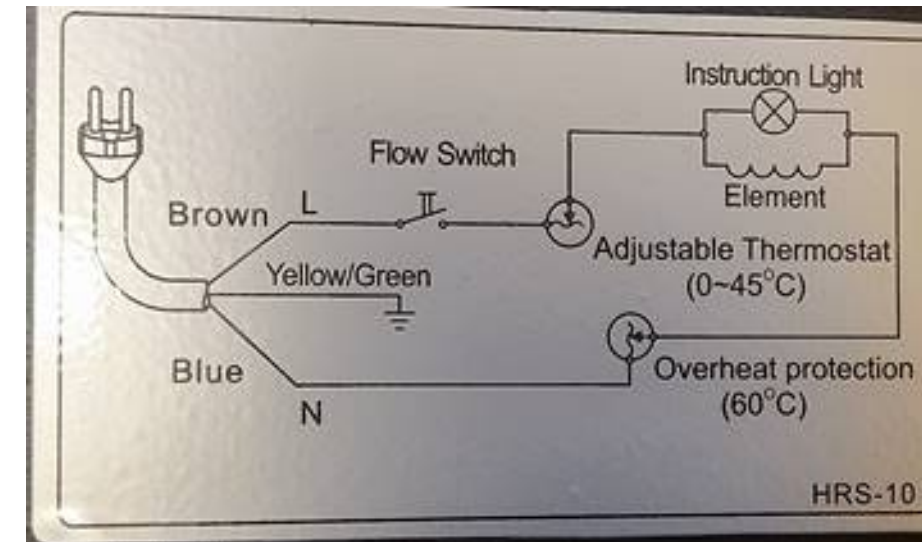 Instruction Light
Flow Switch
Element
Brown
L
Adjustable Thermostat
(0~45°C)
Yellow/Green
Blue
N
Overheat protection
(60°C)
HRS-10